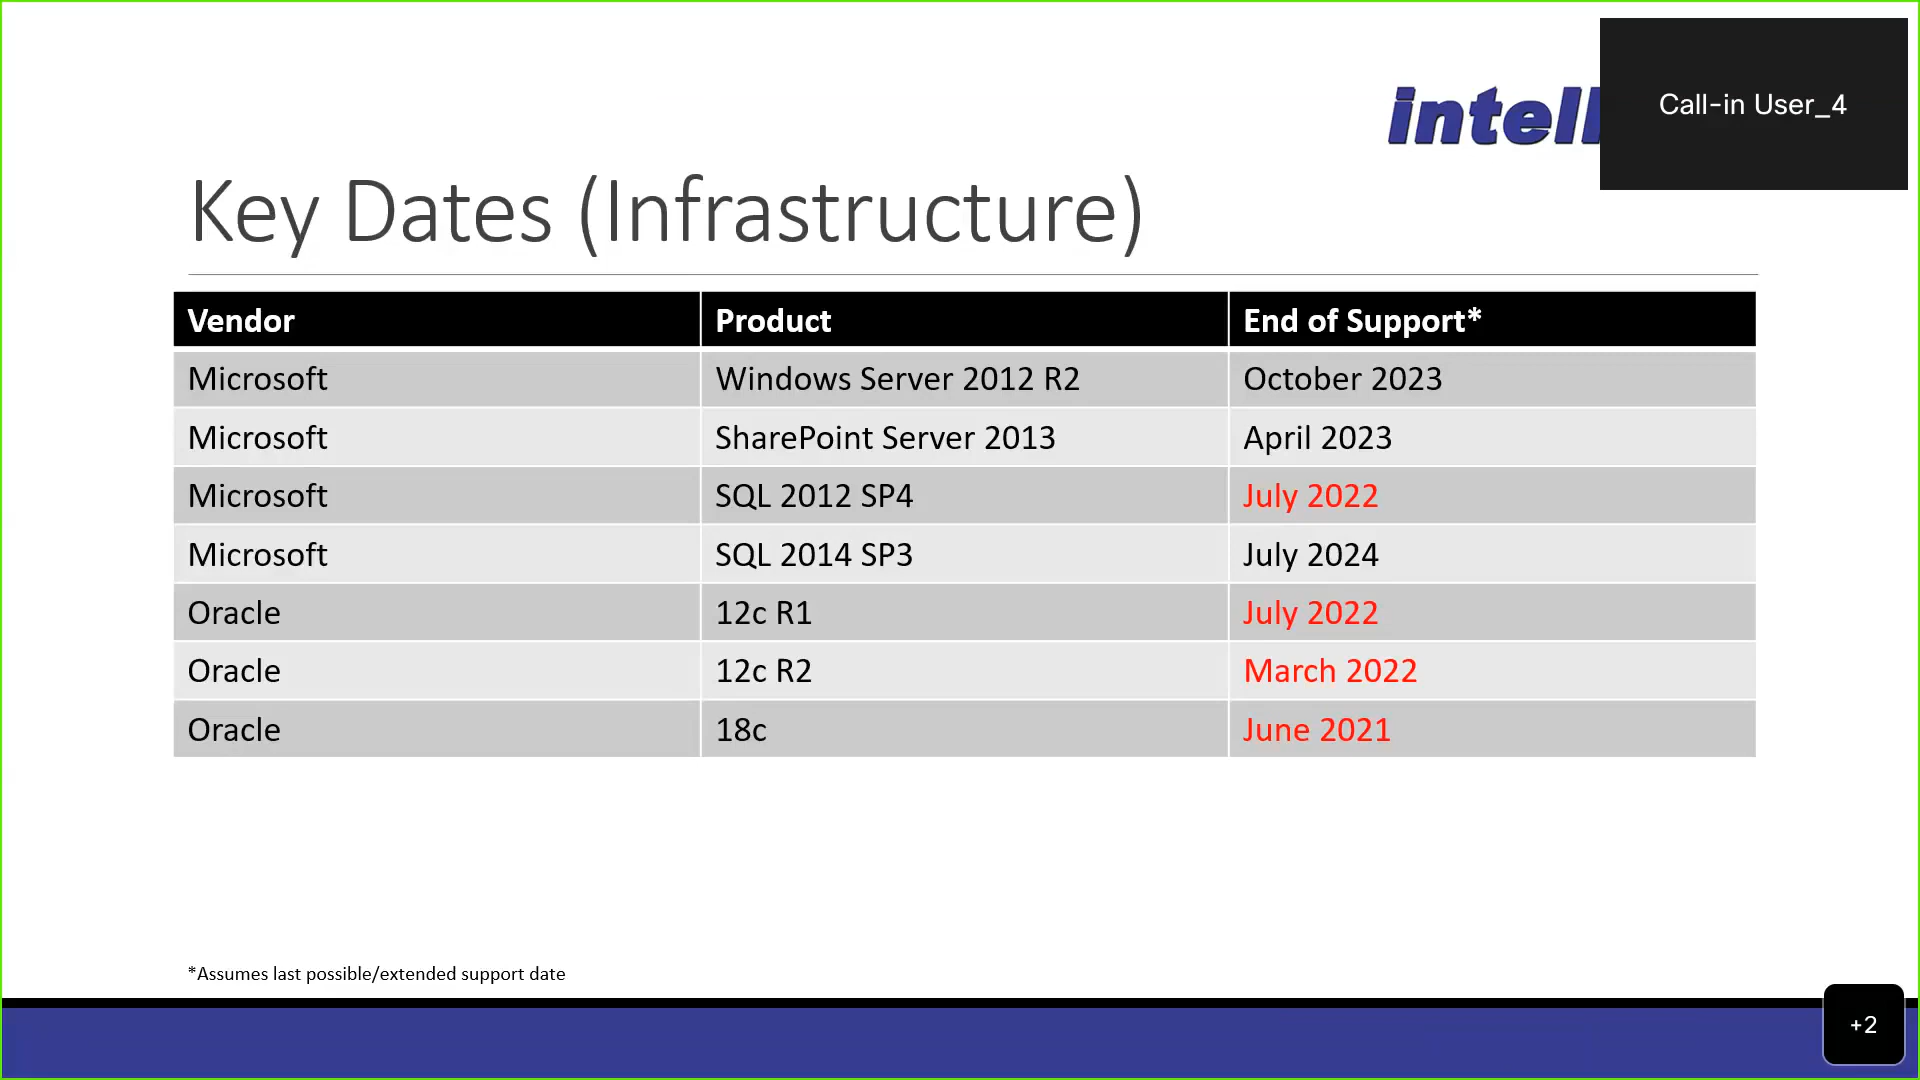 intell
Call-in User_4
Key Dates (Infrastructure)
Vendor Product End of Support*
Microsoft Windows Server 2012 R2 October 2023
Microsoft SharePoint Server 2013 April 2023
Microsoft SQL 2012 SP4 July 2022
Microsoft SQL 2014 SP3 July 2024
Oracle 12c R1 July 2022
Oracle 12c R2 March 2022
Oracle 18c June 2021
*Assumes last possible/extended support date
+2